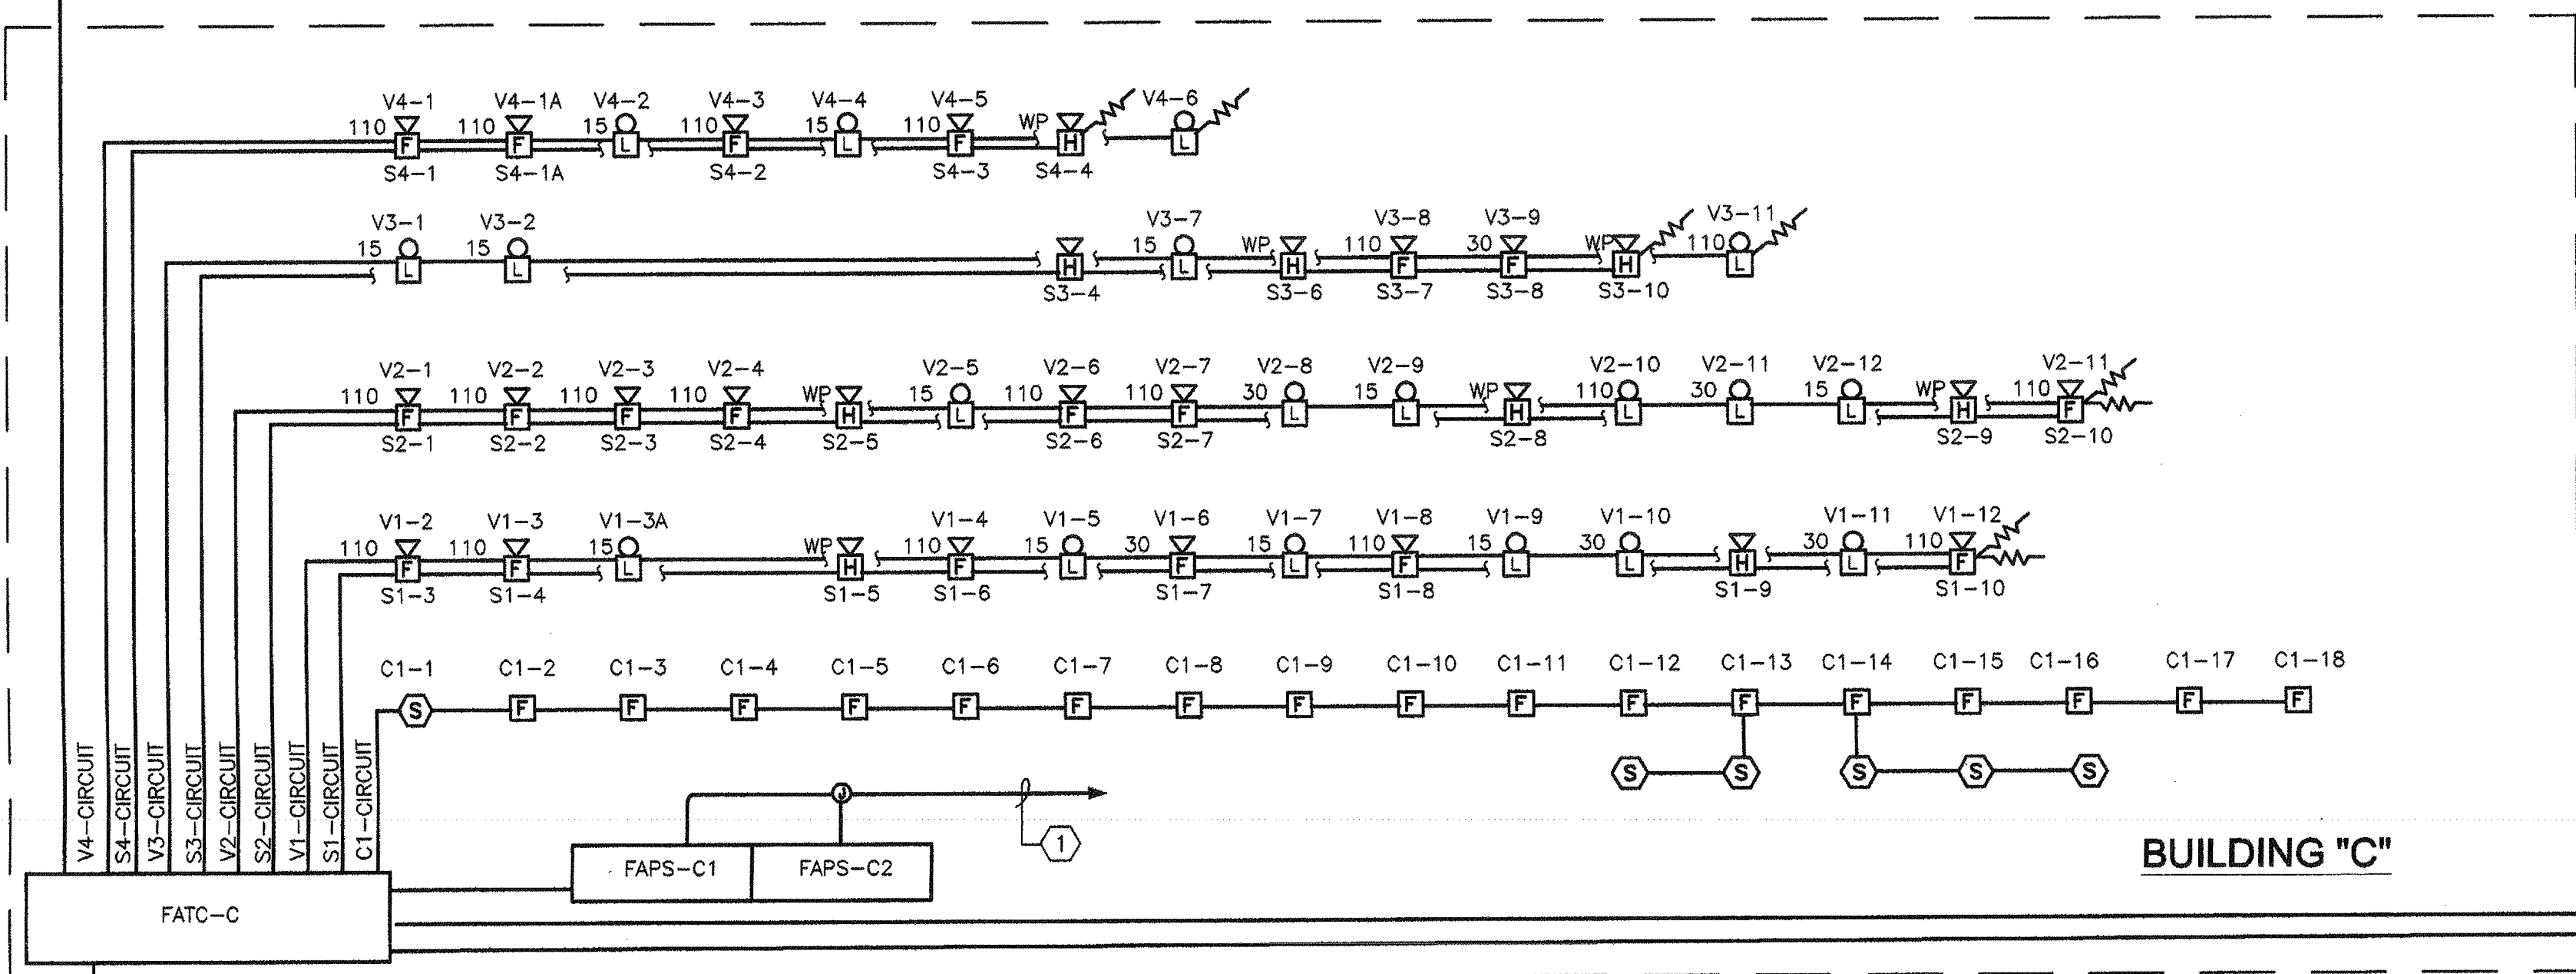 V4-1 V4-1A V4-2 V4-3 V4-4 V4-5 V4-6
110 110 15 110 15 110 WP
F F L F L F H L
S4-1 S4-1A S4-2 S4-3 S4-4
V3-1 V3-2 V3-7 V3-8 V3-9 V3-11
15 15 15 WP 110 30 WP 110
L L H L H F F H L
S3-4 S3-6 S3-7 S3-8 S3-10
V2-1 V2-2 V2-3 V2-4 V2-5 V2-6 V2-7 V2-8 V2-9 V2-10 V2-11 V2-12 V2-11
110 110 110 110 WP 15 110 110 30 15 WP 110 30 15 WP 110
F F F F H L F F L L H L L L H F
S2-1 S2-2 S2-3 S2-4 S2-5 S2-6 S2-7 S2-8 S2-9 S2-10
V1-2 V1-3 V1-3A V1-4 V1-5 V1-6 V1-7 V1-8 V1-9 V1-10 V1-11 V1-12
110 110 15 WP 110 15 30 15 110 15 30 30 110
F F L H F L F L F L L H L F
S1-3 S1-4 S1-5 S1-6 S1-7 S1-8 S1-9 S1-10
C1-1 C1-2 C1-3 C1-4 C1-5 C1-6 C1-7 C1-8 C1-9 C1-10 C1-11 C1-12 C1-13 C1-14 C1-15 C1-16 C1-17 C1-18
S F F F F F F F F F F F F F F F F F
S S S S S
V4-CIRCUIT
S4-CIRCUIT
V3-CIRCUIT
S3-CIRCUIT
V2-CIRCUIT
S2-CIRCUIT
V1-CIRCUIT
S1-CIRCUIT
C1-CIRCUIT
J
1
FAPS-C1 FAPS-C2
BUILDING "C"
FATC-C